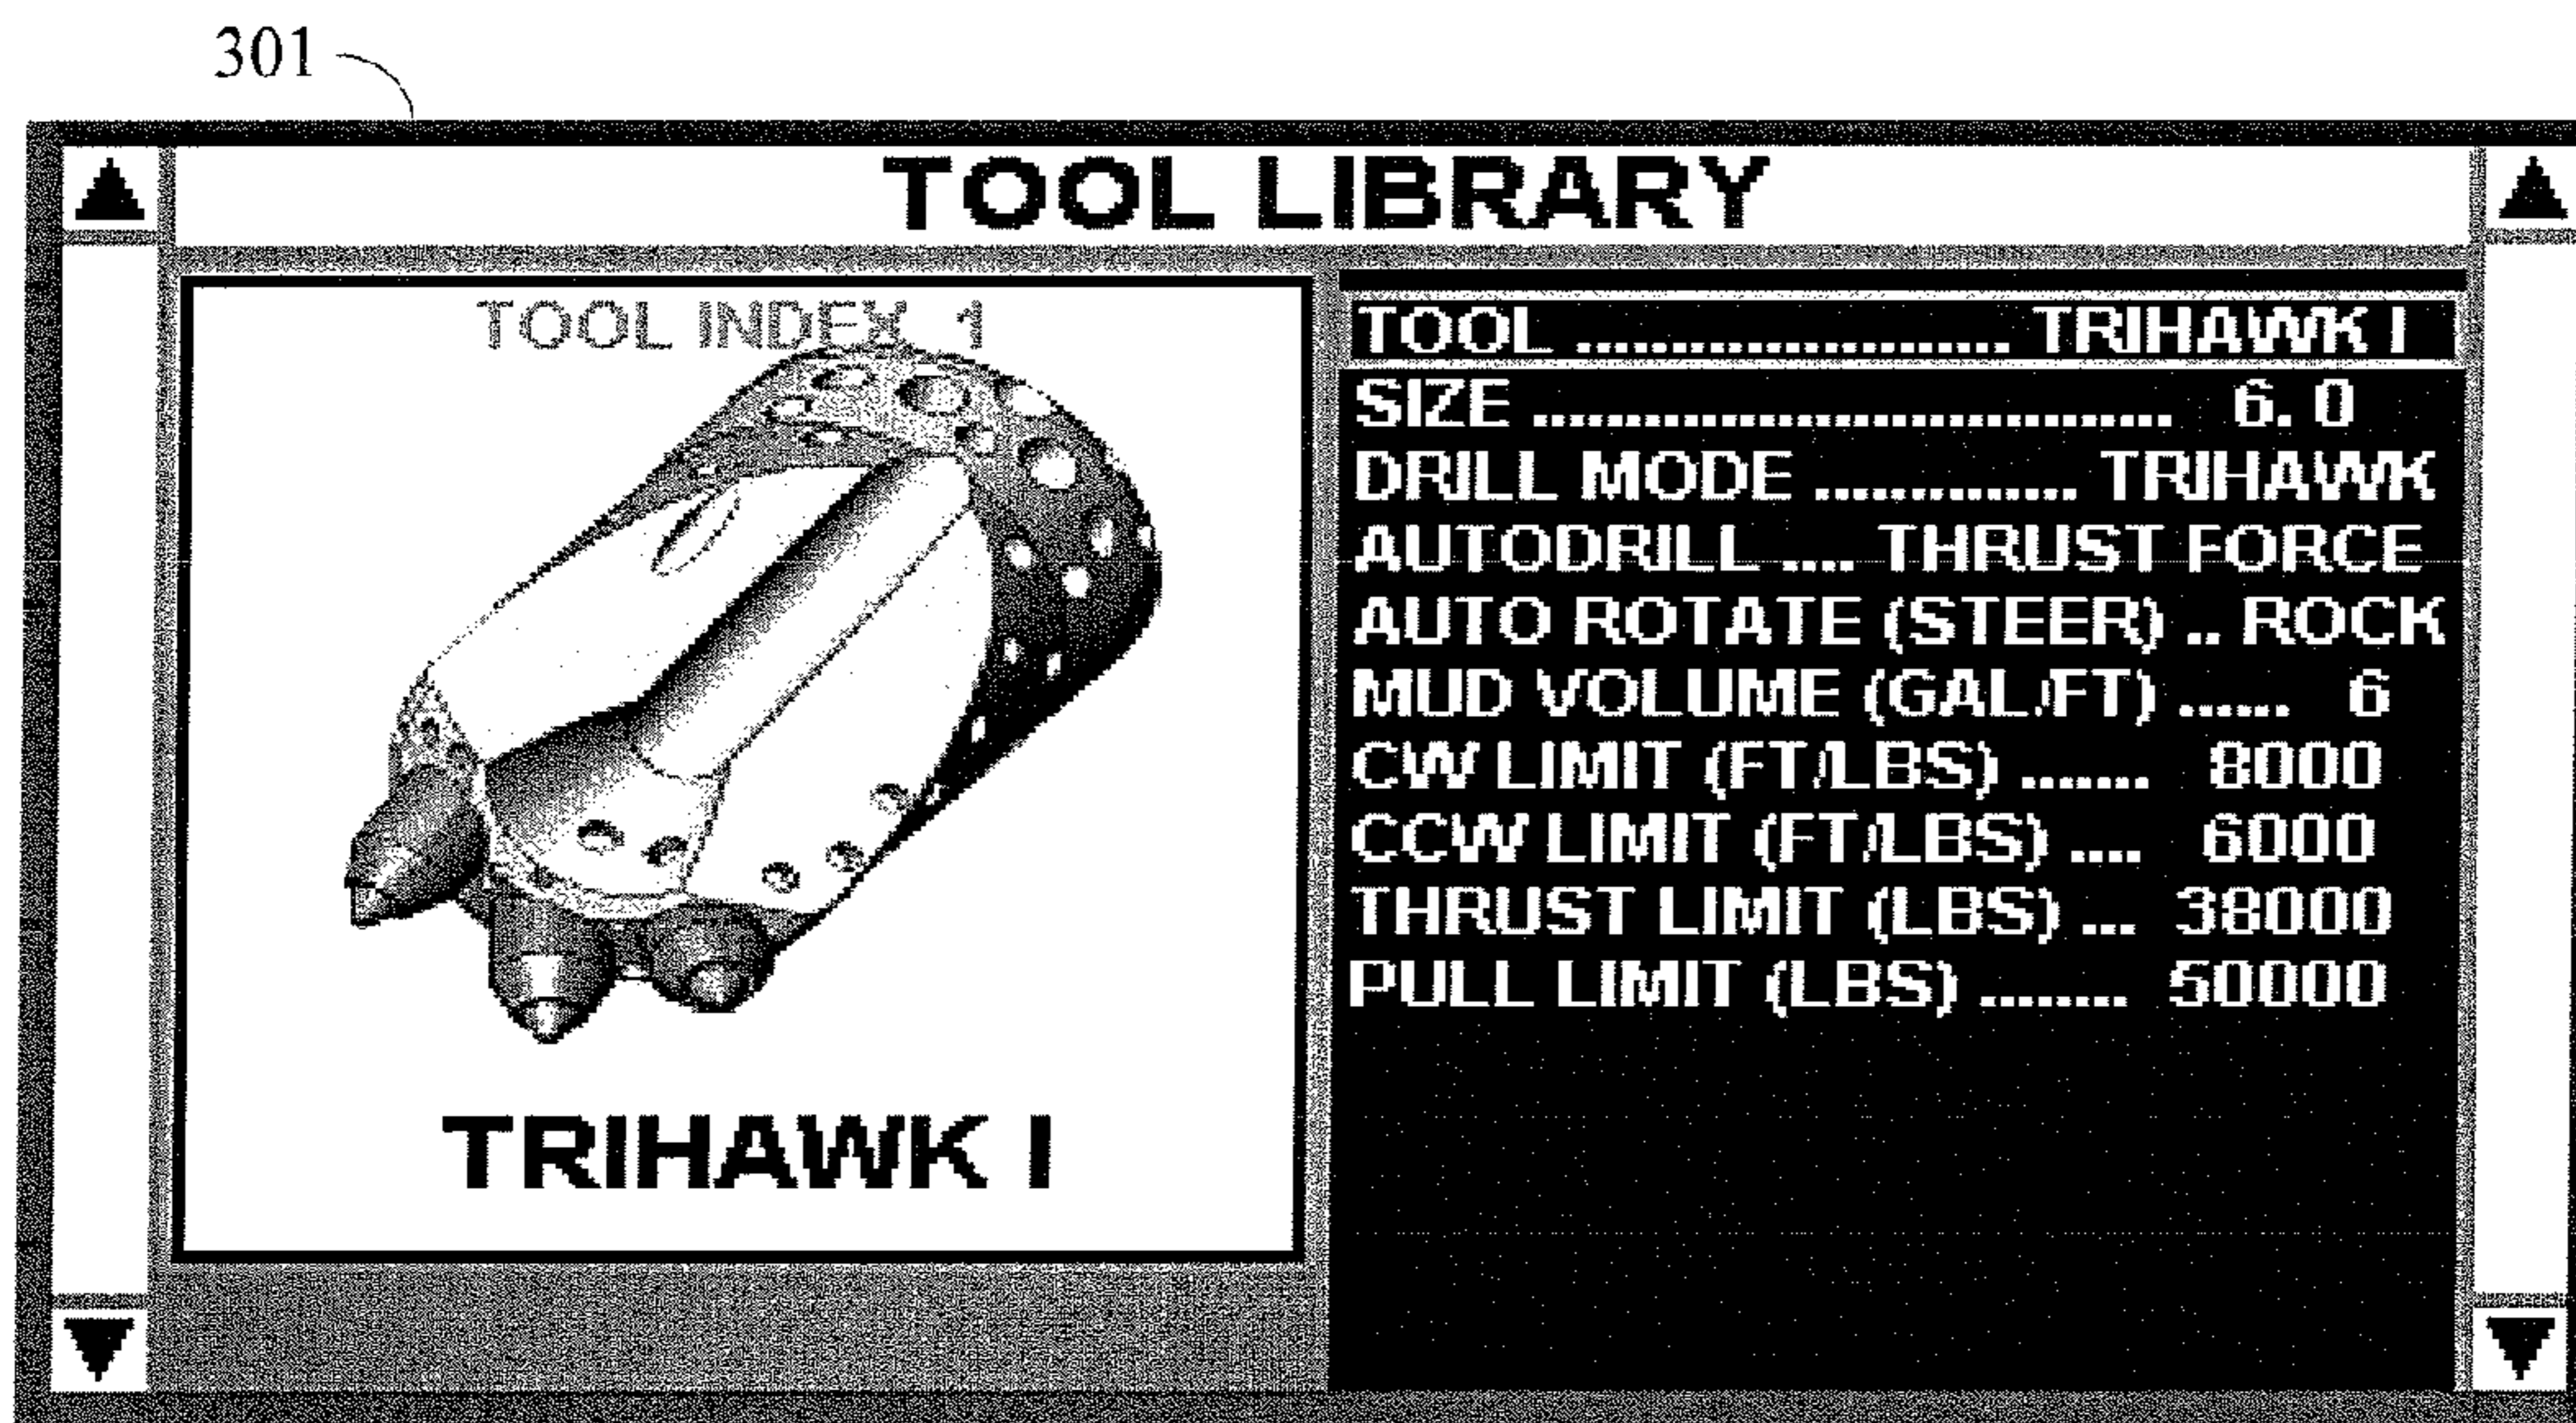 301
TOOL LIBRARY
TOOL INDEX 1
TRIHAWK I
TOOL ...................... TRIHAWK I
SIZE ................................. 6.0
DRILL MODE .............. TRIHAWK
AUTODRILL .... THRUST FORCE
AUTO ROTATE (STEER) .. ROCK
MUD VOLUME (GAL/FT) ...... 6
CW LIMIT (FT/LBS) ....... 8000
CCW LIMIT (FT/LBS) .... 6000
THRUST LIMIT (LBS) ... 38000
PULL LIMIT (LBS) ........ 50000